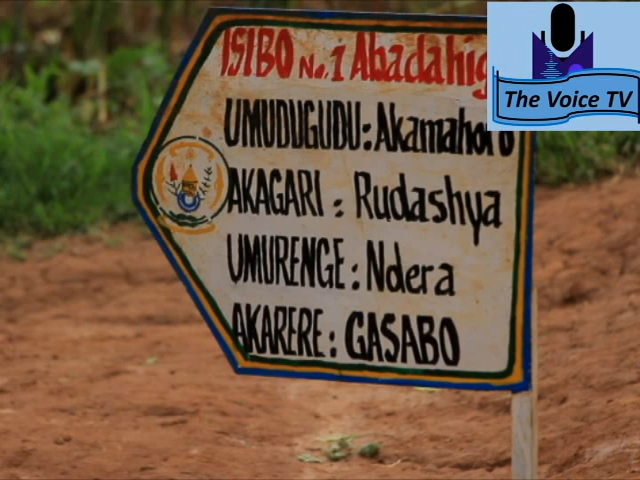 ISIBO No.1 Abadahig
UMUDUGUDU: Akamahoro
AKAGARI: Rudashya
UMURENGE: Ndera
AKARERE: GASABO
The Voice TV